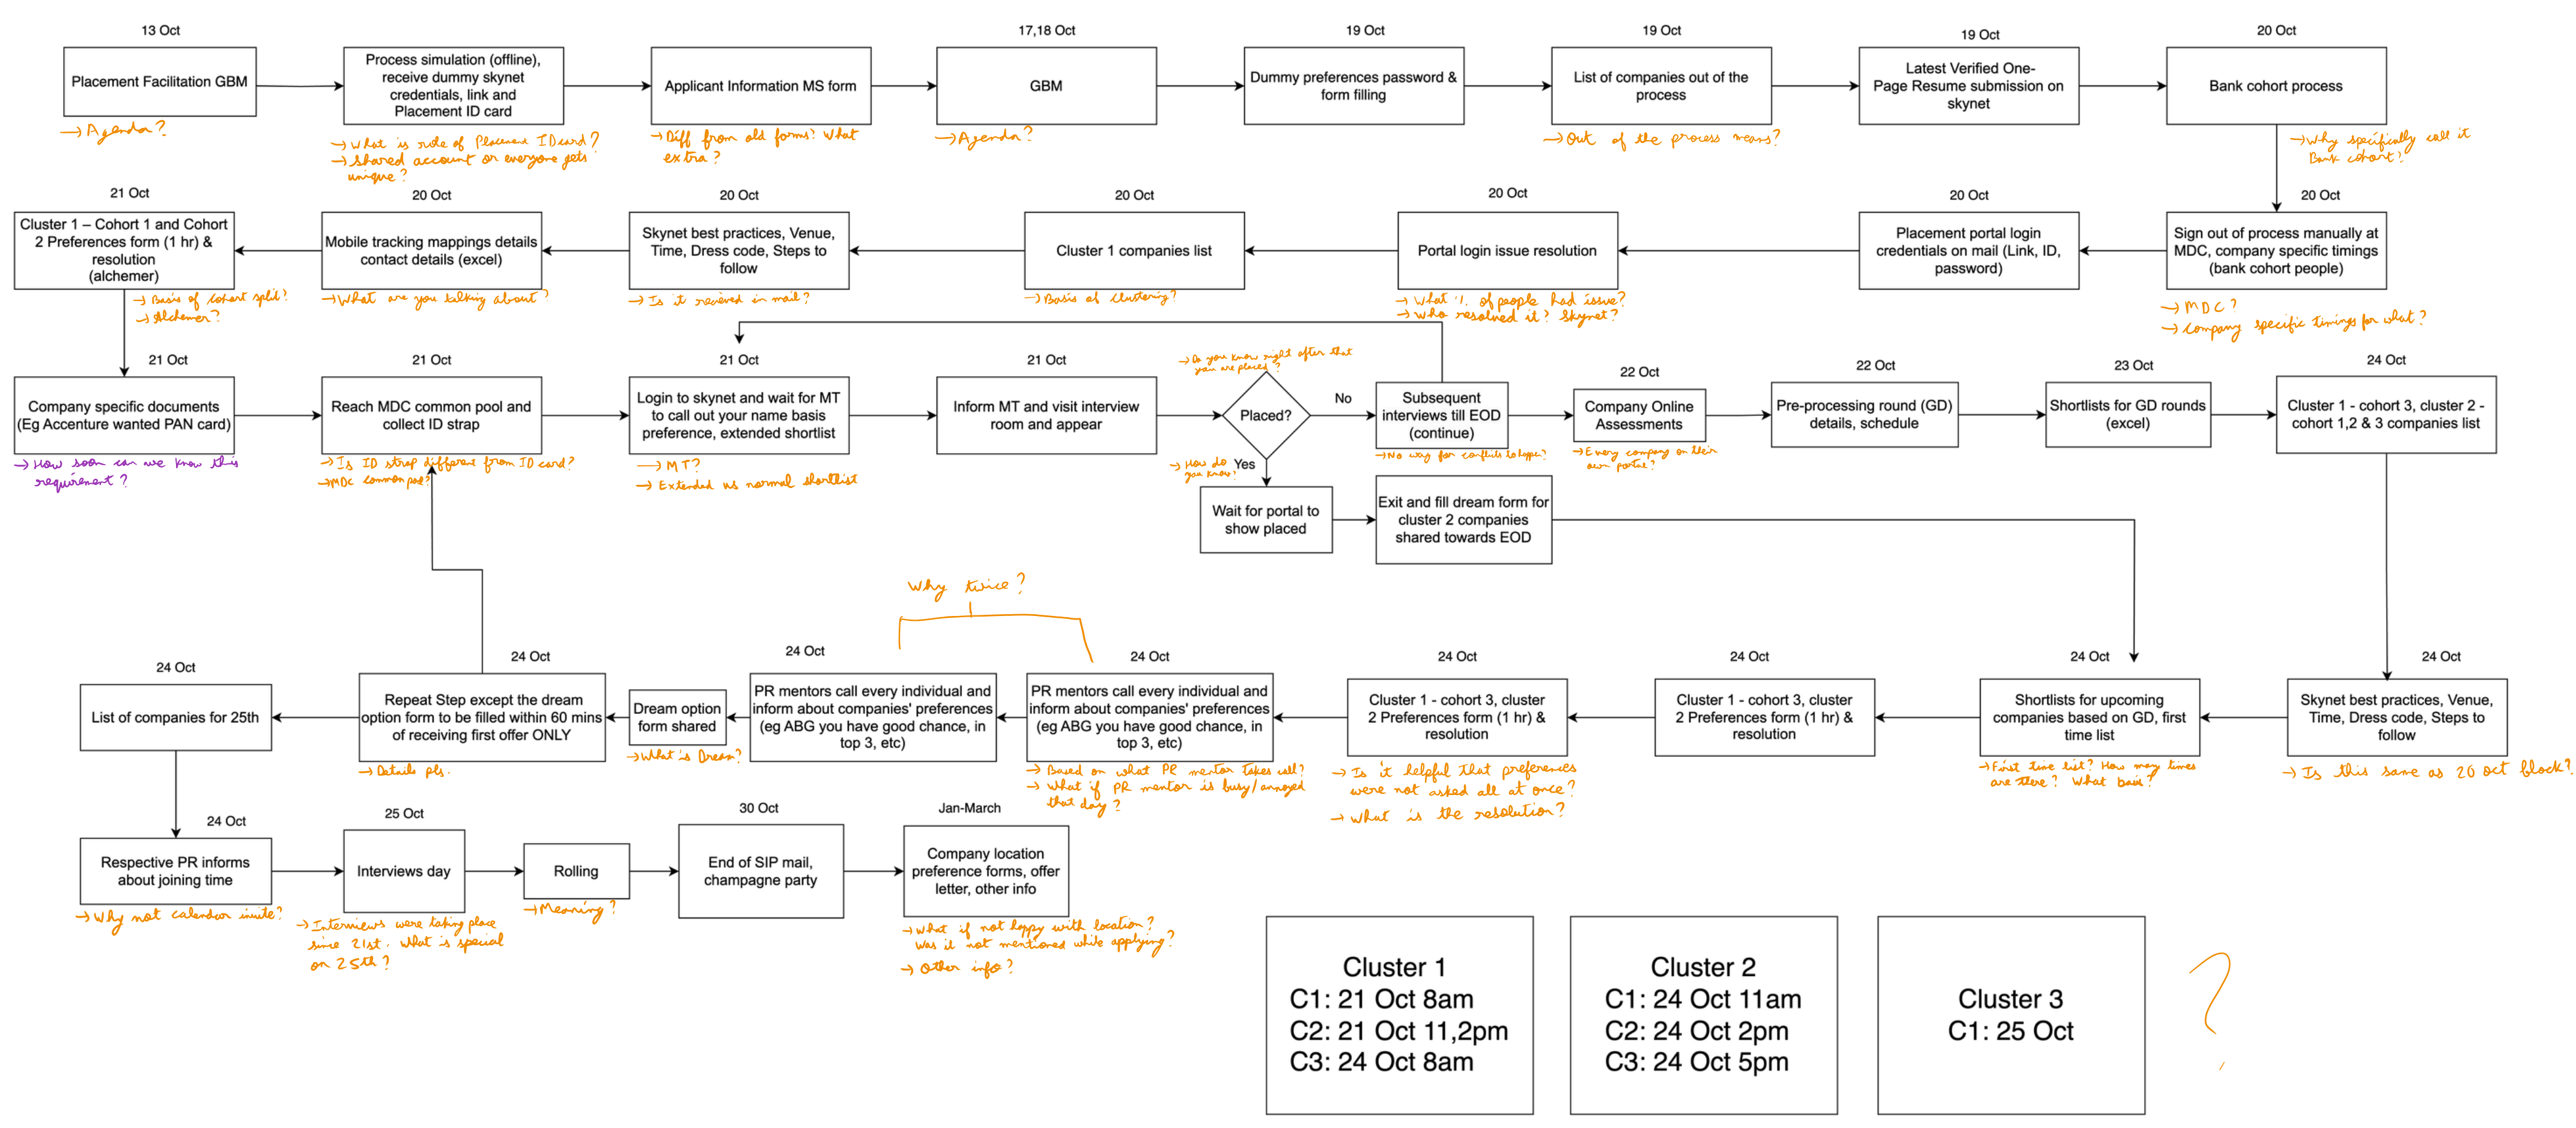 13 Oct
Placement Facilitation GBM
→ Agenda?
Process simulation (offline),
receive dummy skynet
credentials, link and
Placement ID card
→ What is role of Placement ID card?
→ Shared account or everyone gets
unique?
Applicant Information MS form
→ Diff from old forms? What
extra?
17,18 Oct
GBM
→ Agenda?
19 Oct
Dummy preferences password &
form filling
19 Oct
List of companies out of the
process
→ Out of the process means?
19 Oct
Latest Verified One-
Page Resume submission on
skynet
20 Oct
Bank cohort process
→ Why specifically call it
Bank cohort?
20 Oct
Sign out of process manually at
MDC, company specific timings
(bank cohort people)
→ MDC?
→ Company specific timings for what?
20 Oct
Placement portal login
credentials on mail (Link, ID,
password)
20 Oct
Portal login issue resolution
→ What % of people had issue?
→ Who resolved it? Skynet?
20 Oct
Cluster 1 companies list
→ Basis of clustering?
20 Oct
Skynet best practices, Venue,
Time, Dress code, Steps to
follow
→ Is it recieved in mail?
20 Oct
Mobile tracking mappings details
contact details (excel)
→ What are you talking about?
21 Oct
Cluster 1 – Cohort 1 and Cohort
2 Preferences form (1 hr) &
resolution
(alchemer)
→ Basis of cohort split?
→ Alchemer?
21 Oct
Company specific documents
(Eg Accenture wanted PAN card)
→ How soon can we know this
requirement?
21 Oct
Reach MDC common pool and
collect ID strap
→ Is ID strap different from ID card?
→ MDC common pool?
21 Oct
Login to skynet and wait for MT
to call out your name basis
preference, extended shortlist
→ MT?
→ Extended vs normal shortlist
21 Oct
Inform MT and visit interview
room and appear
→ Do you know right after that
you are placed?
Placed?
No
Yes
→ How do
you know?
Subsequent
interviews till EOD
(continue)
→ No way for conflicts to happen?
22 Oct
Company Online
Assessments
→ Every company on their
own portal?
22 Oct
Pre-processing round (GD)
details, schedule
23 Oct
Shortlists for GD rounds
(excel)
24 Oct
Cluster 1 - cohort 3, cluster 2 -
cohort 1,2 & 3 companies list
Wait for portal to
show placed
Exit and fill dream form for
cluster 2 companies
shared towards EOD
24 Oct
Skynet best practices, Venue,
Time, Dress code, Steps to
follow
→ Is this same as 20 oct block?
24 Oct
Shortlists for upcoming
companies based on GD, first
time list
→ First time list? How many times
are there? What basis?
24 Oct
Cluster 1 - cohort 3, cluster
2 Preferences form (1 hr) &
resolution
24 Oct
Cluster 1 - cohort 3, cluster
2 Preferences form (1 hr) &
resolution
→ Is it helpful that preferences
were not asked all at once?
→ What is the resolution?
Why twice?
24 Oct
PR mentors call every individual and
inform about companies' preferences
(eg ABG you have good chance, in
top 3, etc)
→ Based on what PR mentor takes call?
→ What if PR mentor is busy/annoyed
that day?
24 Oct
PR mentors call every individual and
inform about companies' preferences
(eg ABG you have good chance, in
top 3, etc)
Dream option
form shared
→ What is Dream?
24 Oct
Repeat Step except the dream
option form to be filled within 60 mins
of receiving first offer ONLY
→ Details pls.
24 Oct
List of companies for 25th
24 Oct
Respective PR informs
about joining time
→ Why not calendar invite?
25 Oct
Interviews day
→ Interviews were taking place
since 21st. What is special
on 25th?
Rolling
→ Meaning?
30 Oct
End of SIP mail,
champagne party
Jan-March
Company location
preference forms, offer
letter, other info
→ What if not happy with location?
Was it not mentioned while applying?
→ Other info?
Cluster 1
C1: 21 Oct 8am
C2: 21 Oct 11,2pm
C3: 24 Oct 8am
Cluster 2
C1: 24 Oct 11am
C2: 24 Oct 2pm
C3: 24 Oct 5pm
Cluster 3
C1: 25 Oct
?